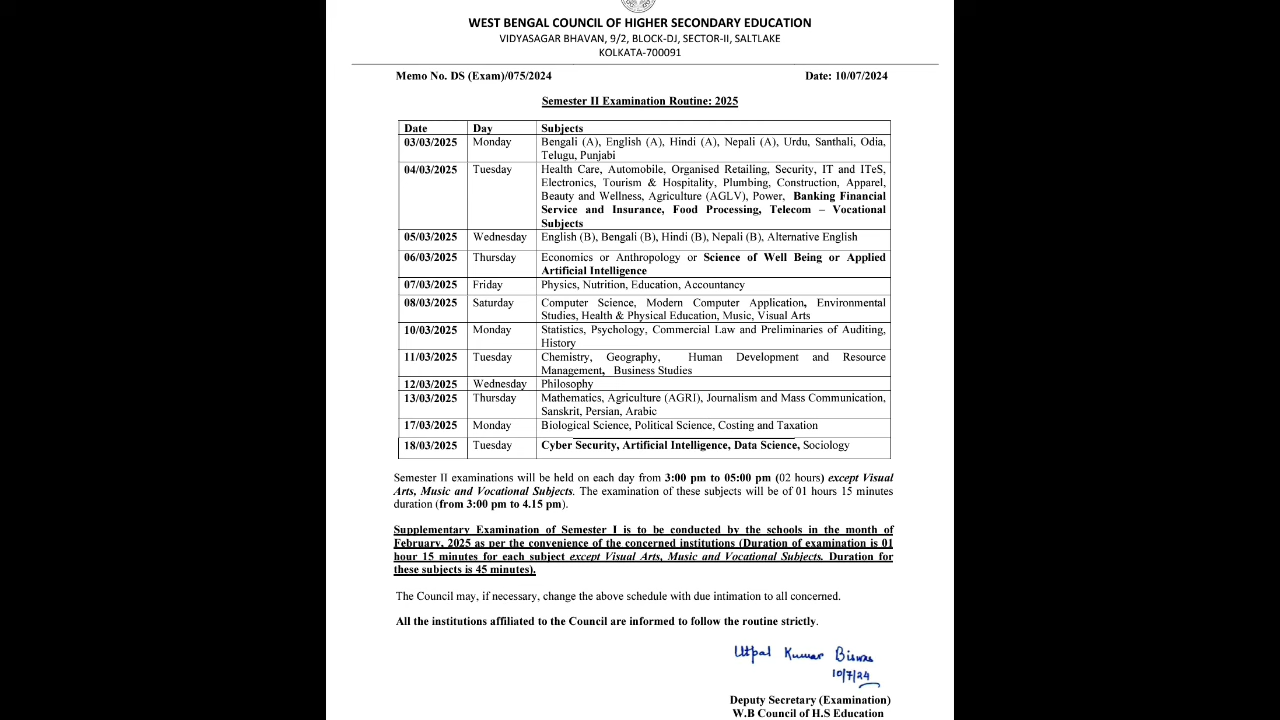 WEST BENGAL COUNCIL OF HIGHER SECONDARY EDUCATION
VIDYASAGAR BHAVAN, 9/2, BLOCK-DJ, SECTOR-II, SALTLAKE
KOLKATA-700091
Memo No. DS (Exam)/075/2024 Date: 10/07/2024
Semester II Examination Routine: 2025
Date Day Subjects
03/03/2025 Monday Bengali (A), English (A), Hindi (A), Nepali (A), Urdu, Santhali, Odia,
Telugu, Punjabi
04/03/2025 Tuesday Health Care, Automobile, Organised Retailing, Security, IT and ITeS,
Electronics, Tourism & Hospitality, Plumbing, Construction, Apparel,
Beauty and Wellness, Agriculture (AGLV), Power, Banking Financial
Service and Insurance, Food Processing, Telecom – Vocational
Subjects
05/03/2025 Wednesday English (B), Bengali (B), Hindi (B), Nepali (B), Alternative English
06/03/2025 Thursday Economics or Anthropology or Science of Well Being or Applied
Artificial Intelligence
07/03/2025 Friday Physics, Nutrition, Education, Accountancy
08/03/2025 Saturday Computer Science, Modern Computer Application, Environmental
Studies, Health & Physical Education, Music, Visual Arts
10/03/2025 Monday Statistics, Psychology, Commercial Law and Preliminaries of Auditing,
History
11/03/2025 Tuesday Chemistry, Geography, Human Development and Resource
Management, Business Studies
12/03/2025 Wednesday Philosophy
13/03/2025 Thursday Mathematics, Agriculture (AGRI), Journalism and Mass Communication,
Sanskrit, Persian, Arabic
17/03/2025 Monday Biological Science, Political Science, Costing and Taxation
18/03/2025 Tuesday Cyber Security, Artificial Intelligence, Data Science, Sociology
Semester II examinations will be held on each day from 3:00 pm to 05:00 pm (02 hours) except Visual
Arts, Music and Vocational Subjects. The examination of these subjects will be of 01 hours 15 minutes
duration (from 3:00 pm to 4.15 pm).
Supplementary Examination of Semester I is to be conducted by the schools in the month of
February, 2025 as per the convenience of the concerned institutions (Duration of examination is 01
hour 15 minutes for each subject except Visual Arts, Music and Vocational Subjects. Duration for
these subjects is 45 minutes).
The Council may, if necessary, change the above schedule with due intimation to all concerned.
All the institutions affiliated to the Council are informed to follow the routine strictly.
Utpal Kumar Biswas
10/7/24
Deputy Secretary (Examination)
W.B Council of H.S Education